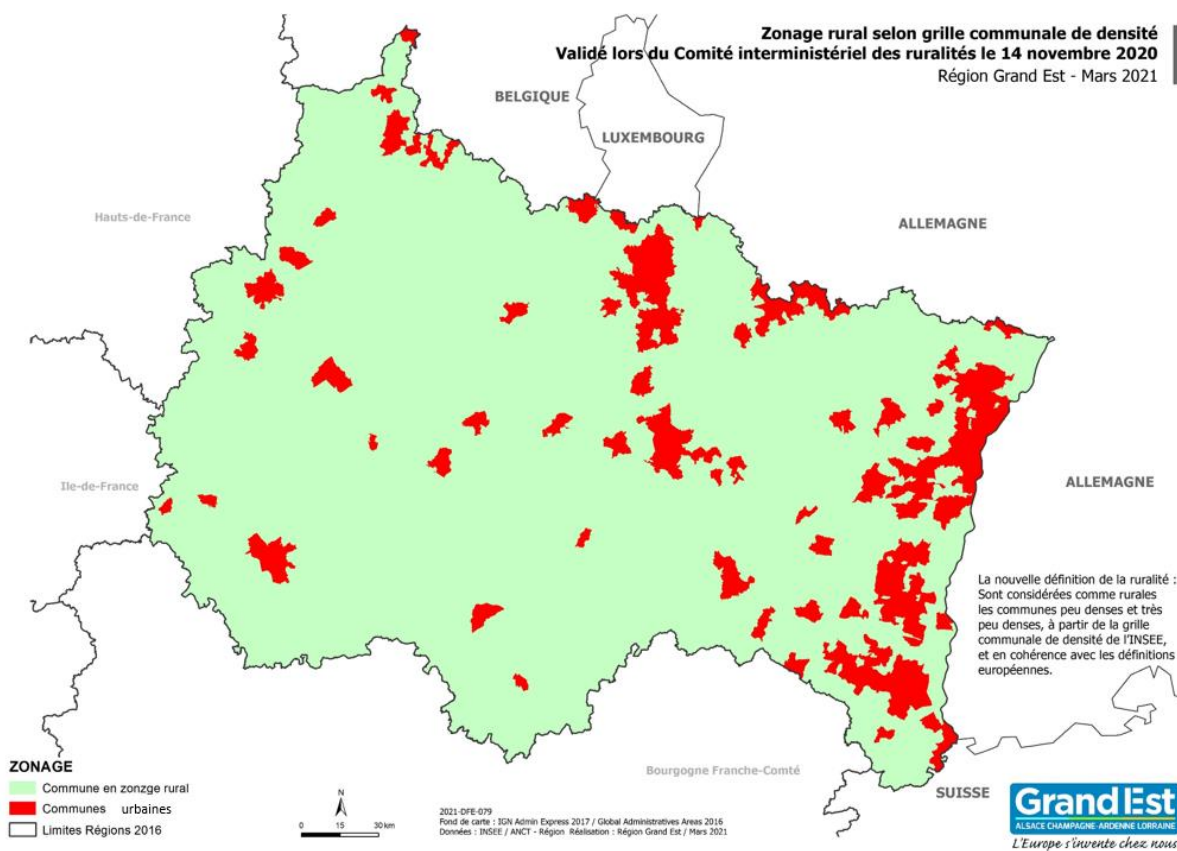 Zonage rural selon grille communale de densité
Validé lors du Comité interministériel des ruralités le 14 novembre 2020
Région Grand Est - Mars 2021
BELGIQUE
LUXEMBOURG
Hauts-de-France
ALLEMAGNE
Ile-de-France
ALLEMAGNE
La nouvelle définition de la ruralité :
Sont considérées comme rurales
les communes peu denses et très
peu denses, à partir de la grille
communale de densité de l'INSEE,
et en cohérence avec les définitions
européennes.
Bourgogne Franche-Comté
SUISSE
ZONAGE
Commune en zonzge rural
Communes urbaines
Limites Régions 2016
N
0 15 30 km
2021-DFE-079
Fond de carte : IGN Admin Express 2017 / Global Administratives Areas 2016
Données : INSEE / ANCT - Région Réalisation : Région Grand Est / Mars 2021
Grand Est
ALSACE CHAMPAGNE-ARDENNE LORRAINE
L'Europe s'invente chez nous